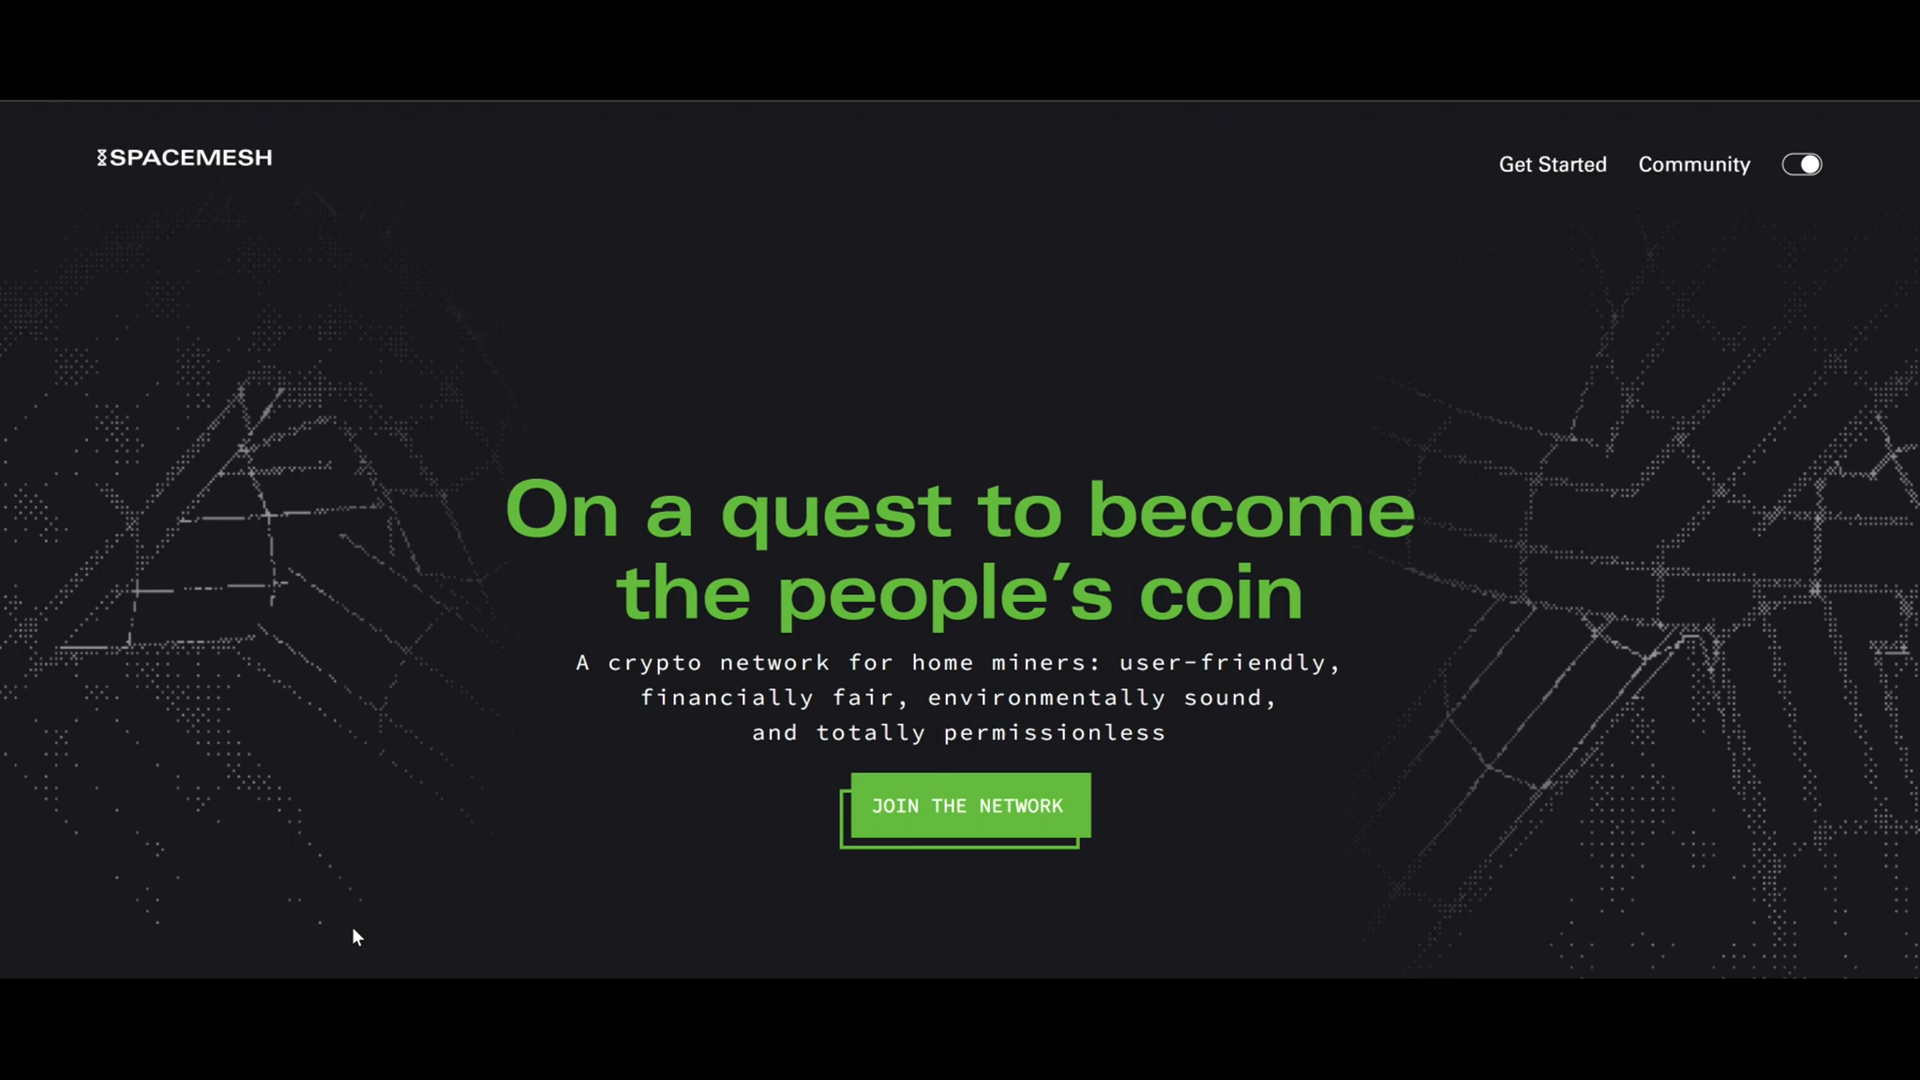 SPACEMESH
Get Started
Community
On a quest to become
the people’s coin
A crypto network for home miners: user-friendly,
financially fair, environmentally sound,
and totally permissionless
JOIN THE NETWORK